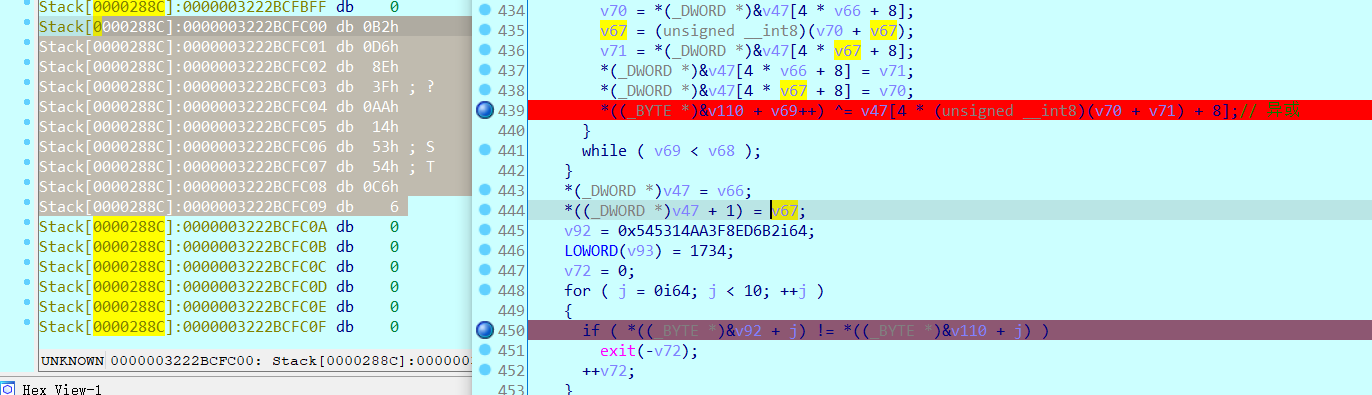 Stack[0000288C]:0000003222BCFBFF db 0
Stack[0000288C]:0000003222BCFC00 db 0B2h
Stack[0000288C]:0000003222BCFC01 db 0D6h
Stack[0000288C]:0000003222BCFC02 db 8Eh
Stack[0000288C]:0000003222BCFC03 db 3Fh ; ?
Stack[0000288C]:0000003222BCFC04 db 0AAh
Stack[0000288C]:0000003222BCFC05 db 14h
Stack[0000288C]:0000003222BCFC06 db 53h ; S
Stack[0000288C]:0000003222BCFC07 db 54h ; T
Stack[0000288C]:0000003222BCFC08 db 0C6h
Stack[0000288C]:0000003222BCFC09 db 6
Stack[0000288C]:0000003222BCFC0A db 0
Stack[0000288C]:0000003222BCFC0B db 0
Stack[0000288C]:0000003222BCFC0C db 0
Stack[0000288C]:0000003222BCFC0D db 0
Stack[0000288C]:0000003222BCFC0E db 0
Stack[0000288C]:0000003222BCFC0F db 0
UNKNOWN 0000003222BCFC00: Stack[0000288C]:000000
Hex View-1
434 v70 = *(_DWORD *)&v47[4 * v66 + 8];
435 v67 = (unsigned __int8)(v70 + v67);
436 v71 = *(_DWORD *)&v47[4 * v67 + 8];
437 *(_DWORD *)&v47[4 * v66 + 8] = v71;
438 *(_DWORD *)&v47[4 * v67 + 8] = v70;
439 *((_BYTE *)&v110 + v69++) ^= v47[4 * (unsigned __int8)(v70 + v71) + 8];//
440 }
441 while ( v69 < v68 );
442 }
443 *(_DWORD *)v47 = v66;
444 *((_DWORD *)v47 + 1) = v67;
445 v92 = 0x545314AA3F8ED6B2i64;
446 LOWORD(v93) = 1734;
447 v72 = 0;
448 for ( j = 0i64; j < 10; ++j )
449 {
450 if ( *((_BYTE *)&v92 + j) != *((_BYTE *)&v110 + j) )
451 exit(-v72);
452 ++v72;
453 }